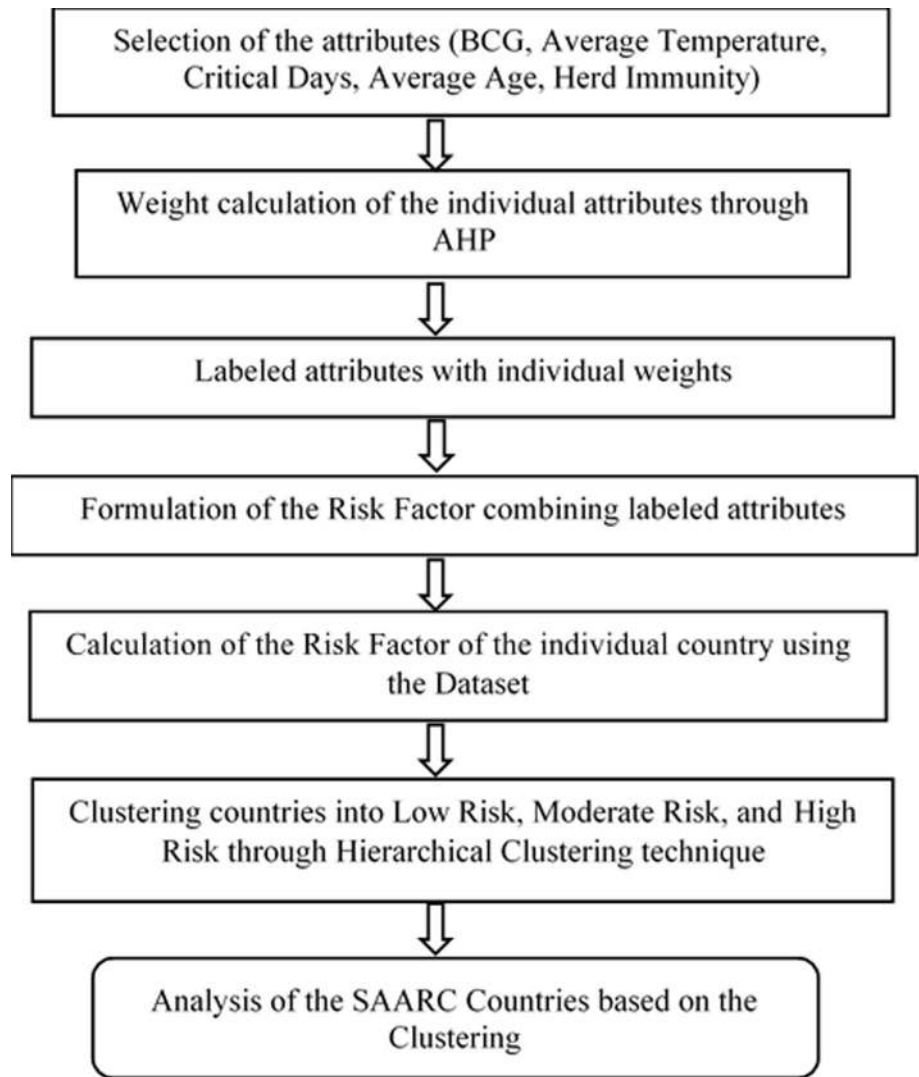 Selection of the attributes (BCG, Average Temperature,
Critical Days, Average Age, Herd Immunity)
Weight calculation of the individual attributes through
AHP
Labeled attributes with individual weights
Formulation of the Risk Factor combining labeled attributes
Calculation of the Risk Factor of the individual country using
the Dataset
Clustering countries into Low Risk, Moderate Risk, and High
Risk through Hierarchical Clustering technique
Analysis of the SAARC Countries based on the
Clustering